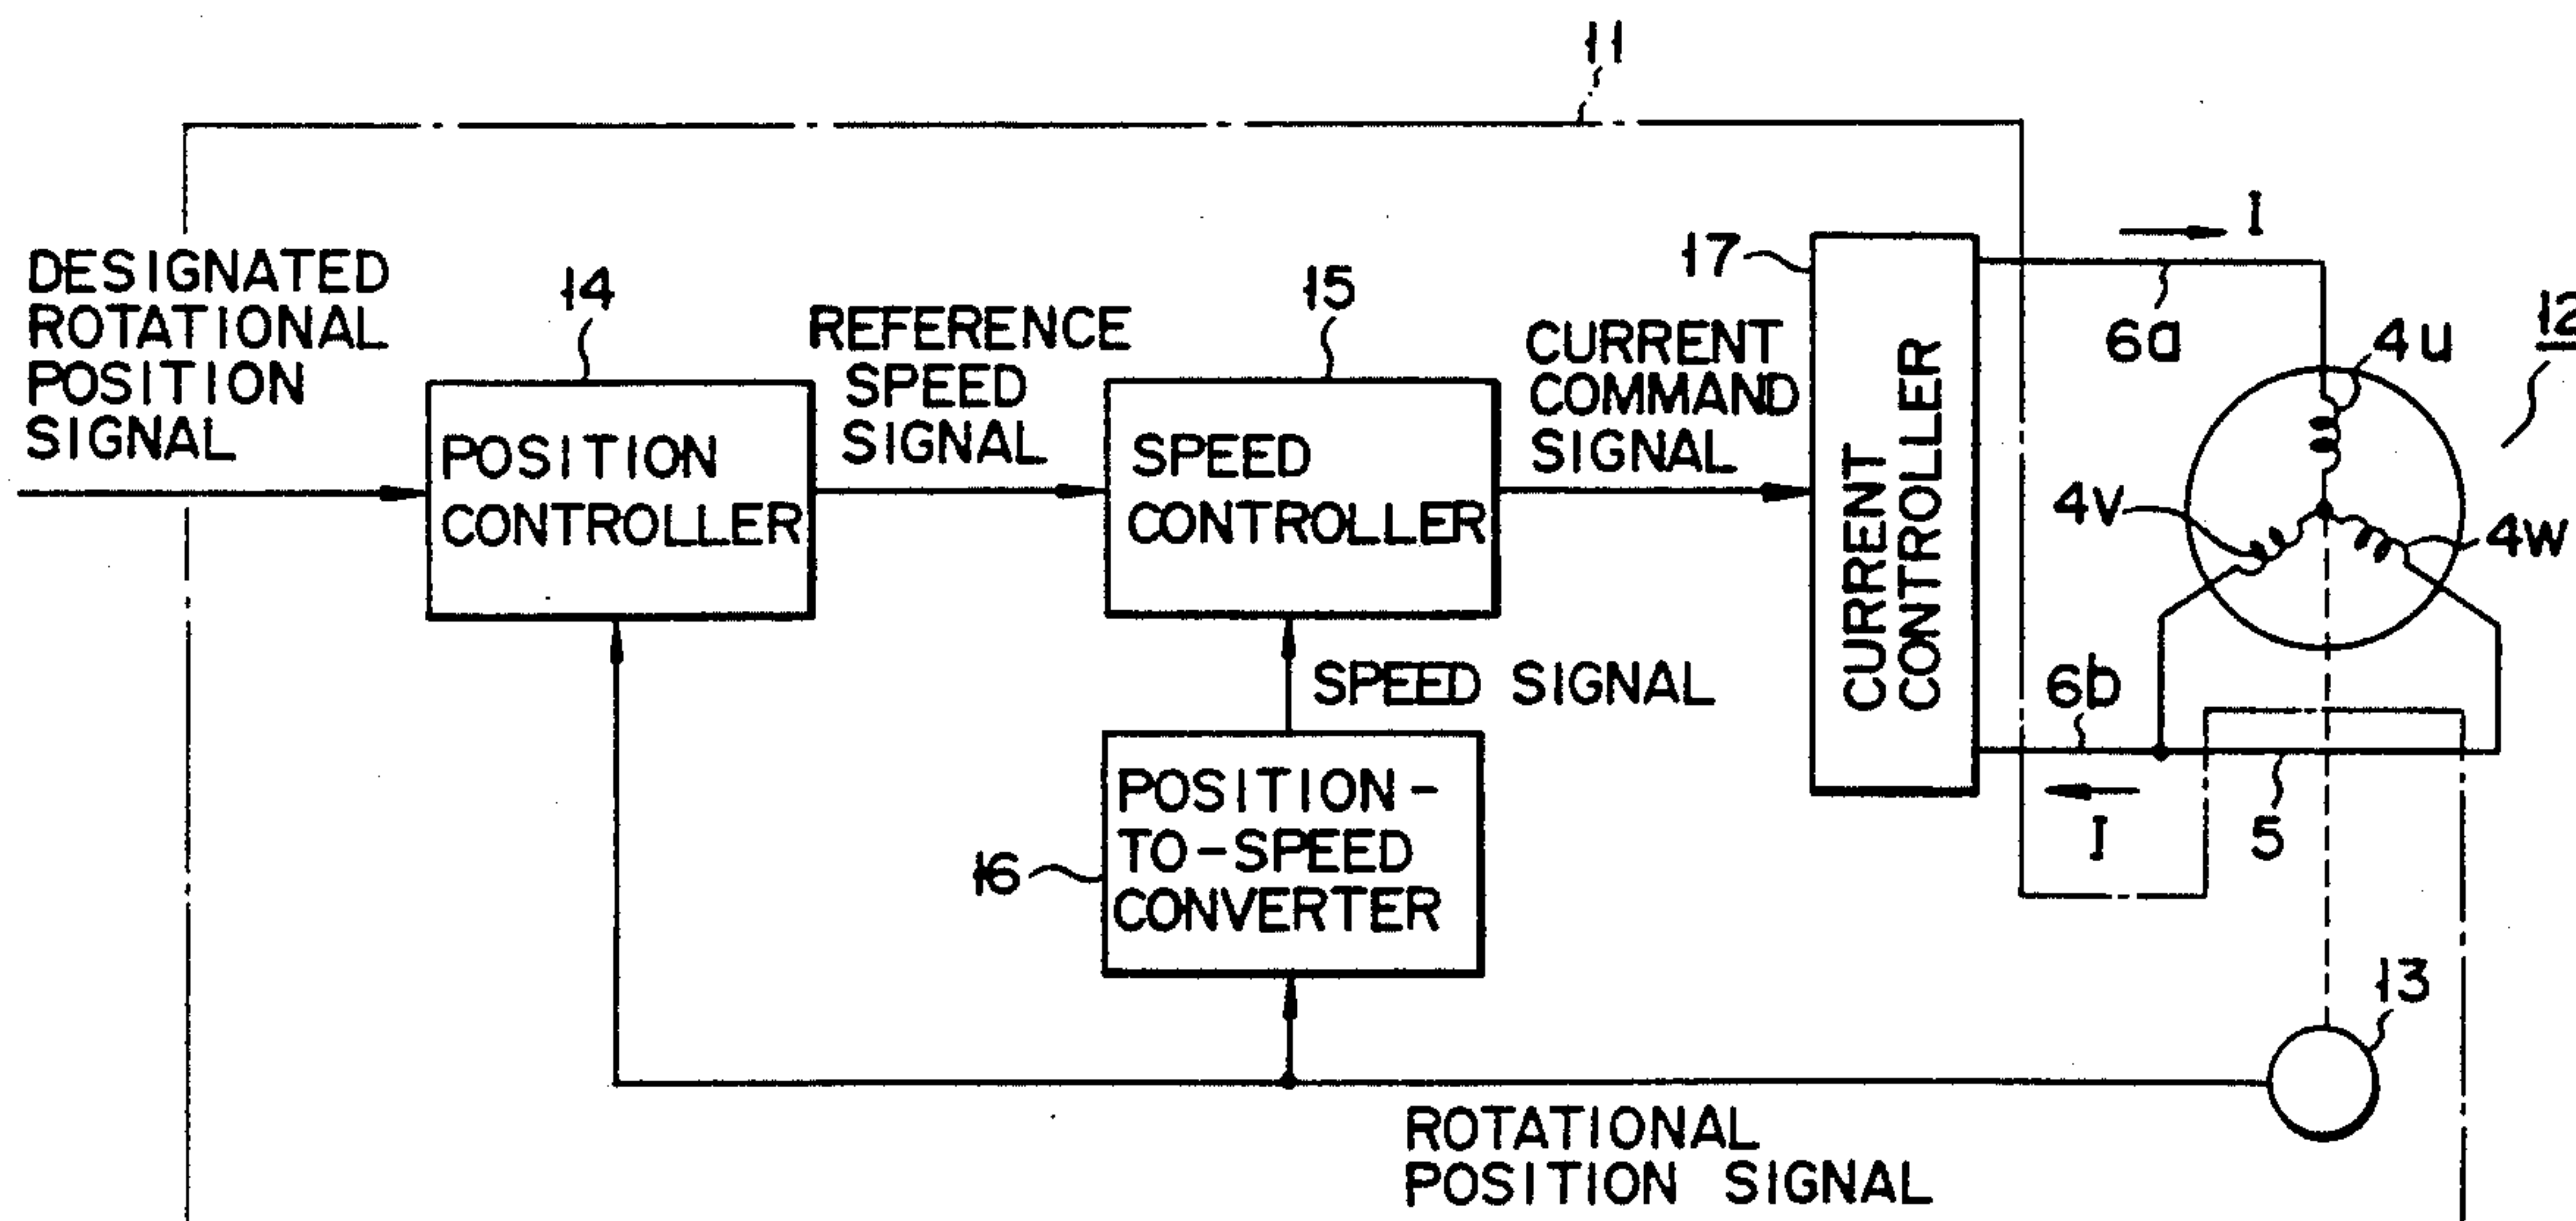 11
DESIGNATED
ROTATIONAL
POSITION
SIGNAL
14
POSITION
CONTROLLER
REFERENCE
SPEED
SIGNAL
15
SPEED
CONTROLLER
CURRENT
COMMAND
SIGNAL
17
CURRENT
CONTROLLER
I
6a
4u
12
4v
4w
6b
I
5
SPEED SIGNAL
16
POSITION-
TO-SPEED
CONVERTER
13
ROTATIONAL
POSITION SIGNAL